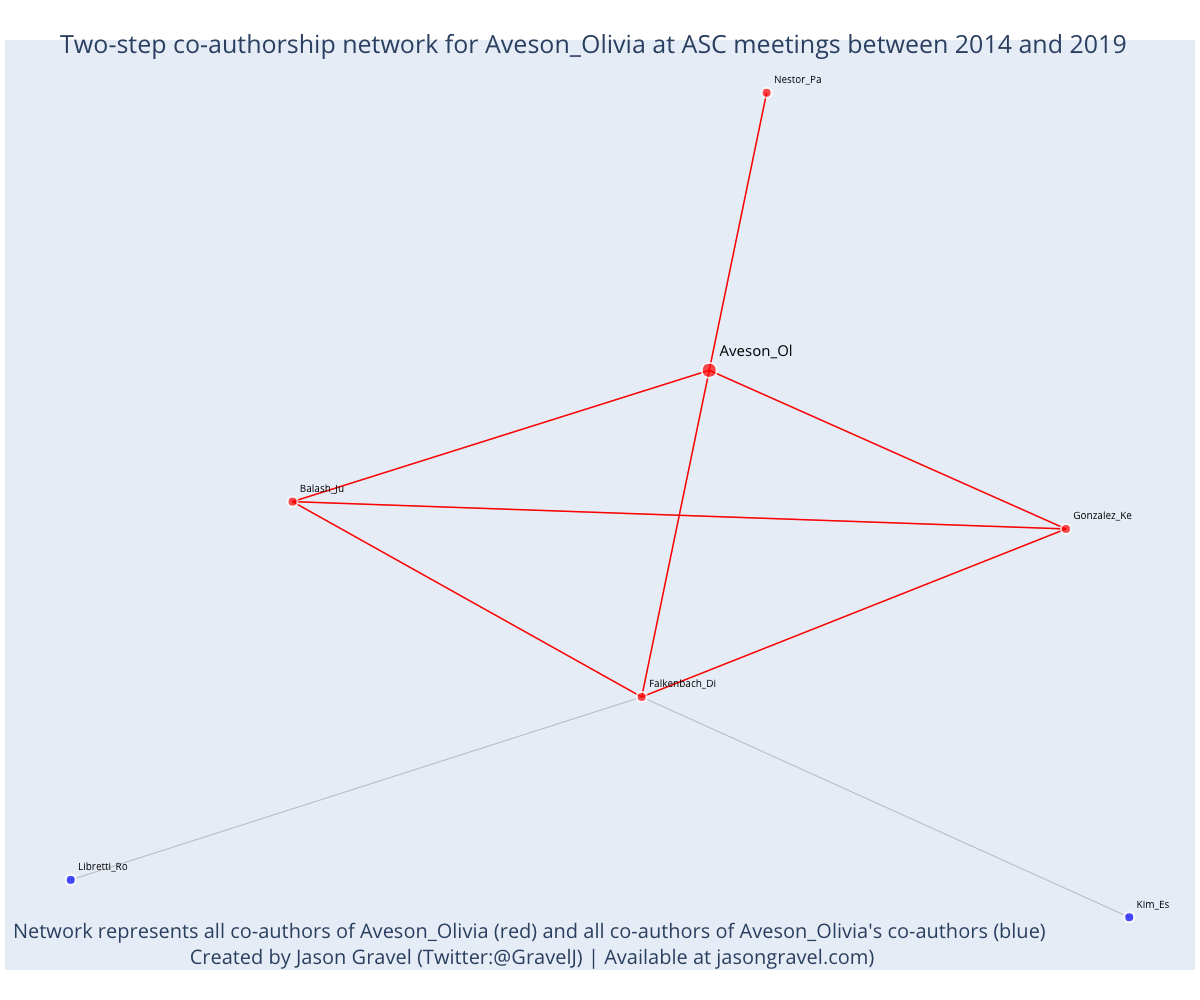 Two-step co-authorship network for Aveson_Olivia at ASC meetings between 2014 and 2019
Nestor_Pa
Aveson_Ol
Balash_Ju
Gonzalez_Ke
Falkenbach_Di
Libretti_Ro
Kim_Es
Network represents all co-authors of Aveson_Olivia (red) and all co-authors of Aveson_Olivia's co-authors (blue)
Created by Jason Gravel (Twitter:@GravelJ) | Available at jasongravel.com)